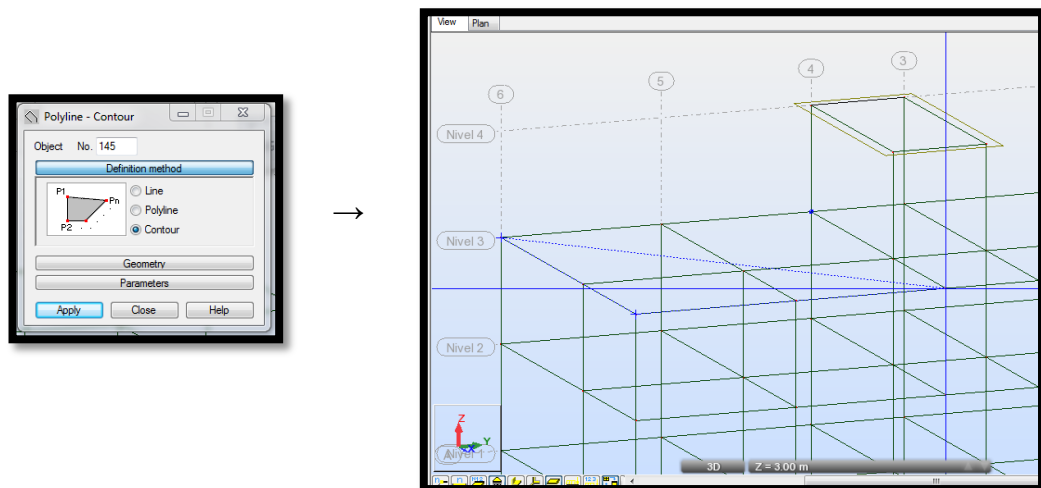 Polyline - Contour
Object No. 145
Definition method
P1
Pn
P2
Line
Polyline
Contour
Geometry
Parameters
Apply Close Help
→
View Plan
3
4
5
6
Nivel 4
Nivel 3
Nivel 2
Nivel 1
Z
Y
X
3D Z = 3.00 m